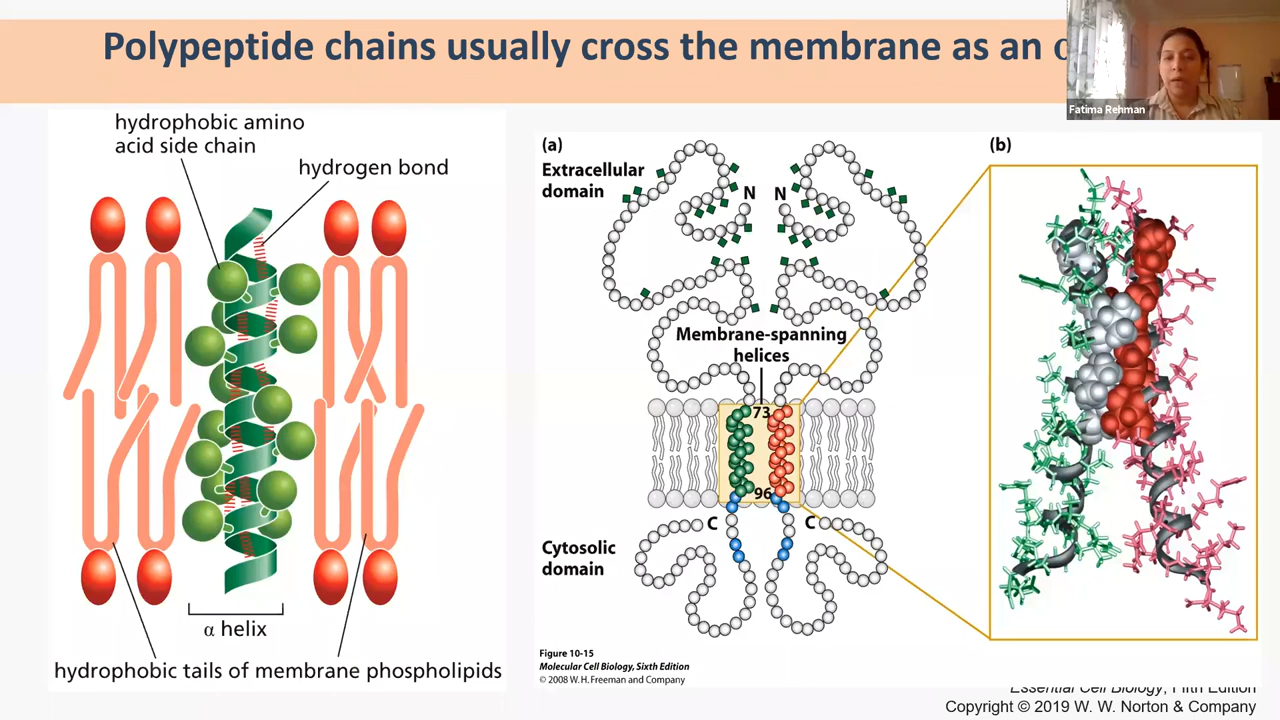 Polypeptide chains usually cross the membrane as an
Fatima Rehman
hydrophobic amino
acid side chain
hydrogen bond
α helix
hydrophobic tails of membrane phospholipids
(a)
Extracellular
domain
N
N
Membrane-spanning
helices
73
96
C
C
Cytosolic
domain
(b)
Figure 10-15
Molecular Cell Biology, Sixth Edition
© 2008 W. H. Freeman and Company
Essential Cell Biology, Fifth Edition
Copyright © 2019 W. W. Norton & Company